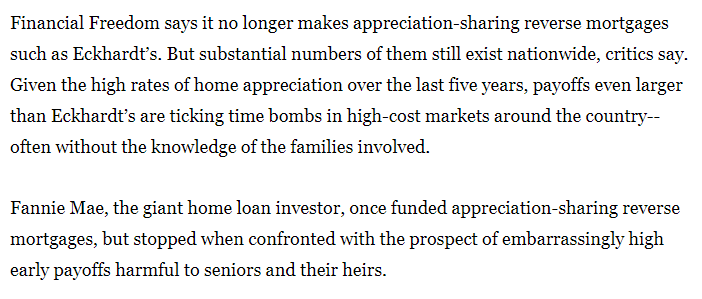 Financial Freedom says it no longer makes appreciation-sharing reverse mortgages
such as Eckhardt’s. But substantial numbers of them still exist nationwide, critics say.
Given the high rates of home appreciation over the last five years, payoffs even larger
than Eckhardt’s are ticking time bombs in high-cost markets around the country--
often without the knowledge of the families involved.
Fannie Mae, the giant home loan investor, once funded appreciation-sharing reverse
mortgages, but stopped when confronted with the prospect of embarrassingly high
early payoffs harmful to seniors and their heirs.